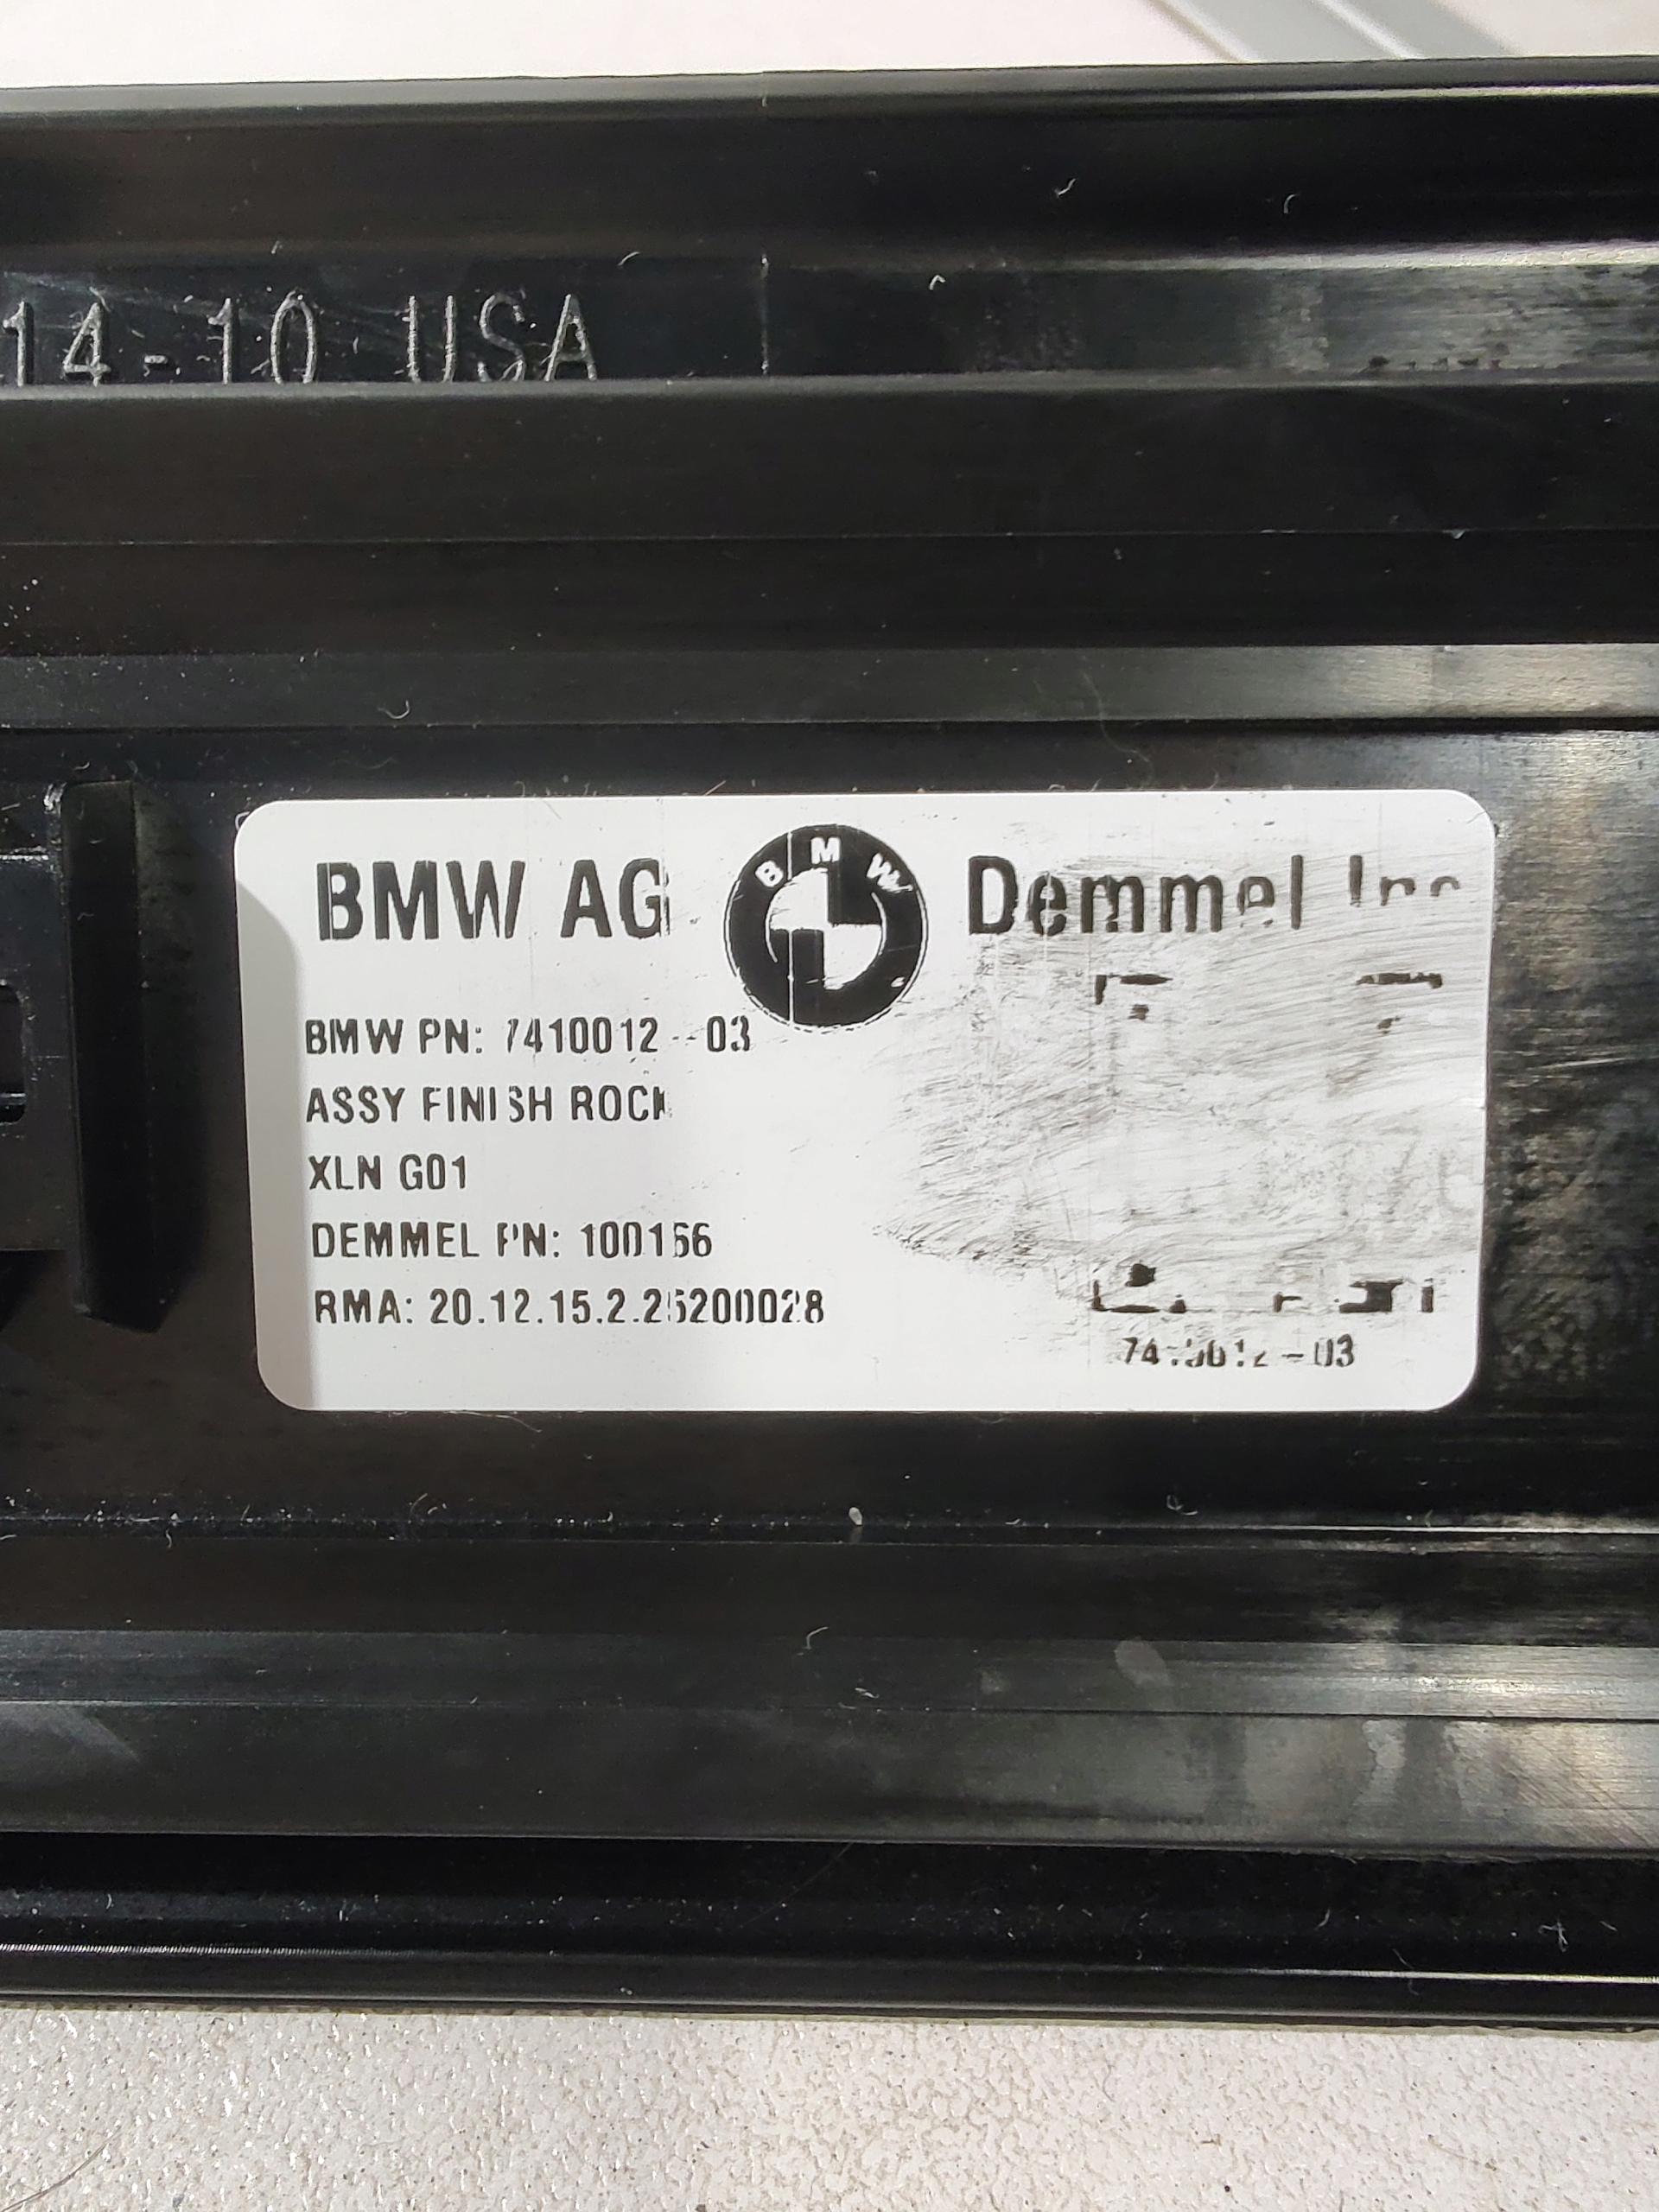 14-10 USA
BMW AG BMW Demmel Inc
BMW PN: 7410012-03
ASSY FINISH ROCK
XLN G01
DEMMEL PN: 100166
RMA: 20.12.15.2.25200028